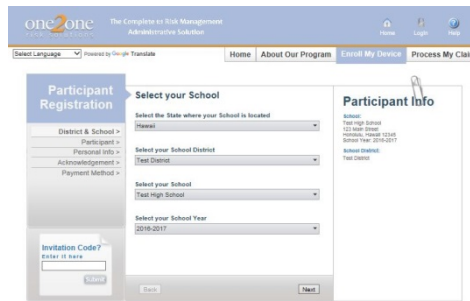 one2one
The Complete 1:1 Risk Management
Administrative Solution
Home
Login
Help
Select Language
Powered by Google Translate
Home
About Our Program
Enroll My Device
Process My Clai
Participant
Registration
District & School >
Participant >
Personal Info >
Acknowledgement >
Payment Method >
Invitation Code?
Enter it here
Submit
Select your School
Select the State where your School is located
Hawaii
Select your School District
Test District
Select your School
Test High School
Select your School Year
2016-2017
Back
Next
Participant Info
School:
Test High School
123 Main Street
Honolulu, Hawaii 12345
School Year: 2016-2017
School District:
Test District